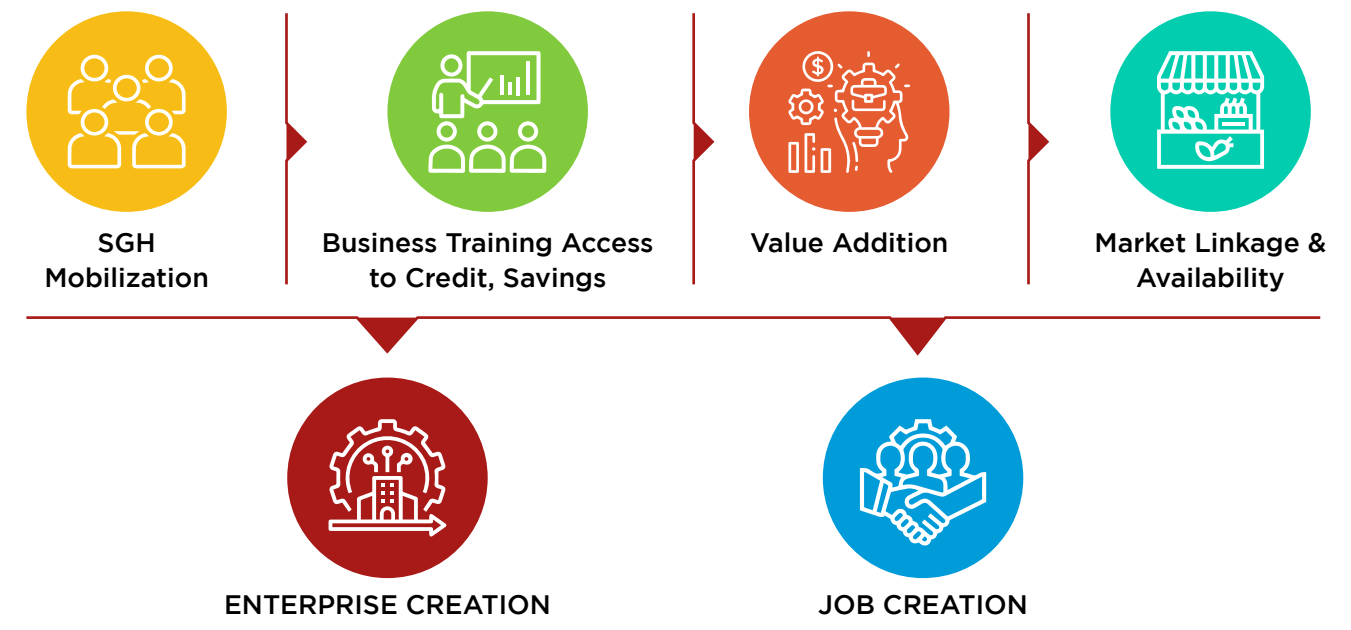 SGH
Mobilization
Business Training Access
to Credit, Savings
Value Addition
Market Linkage &
Availability
ENTERPRISE CREATION
JOB CREATION